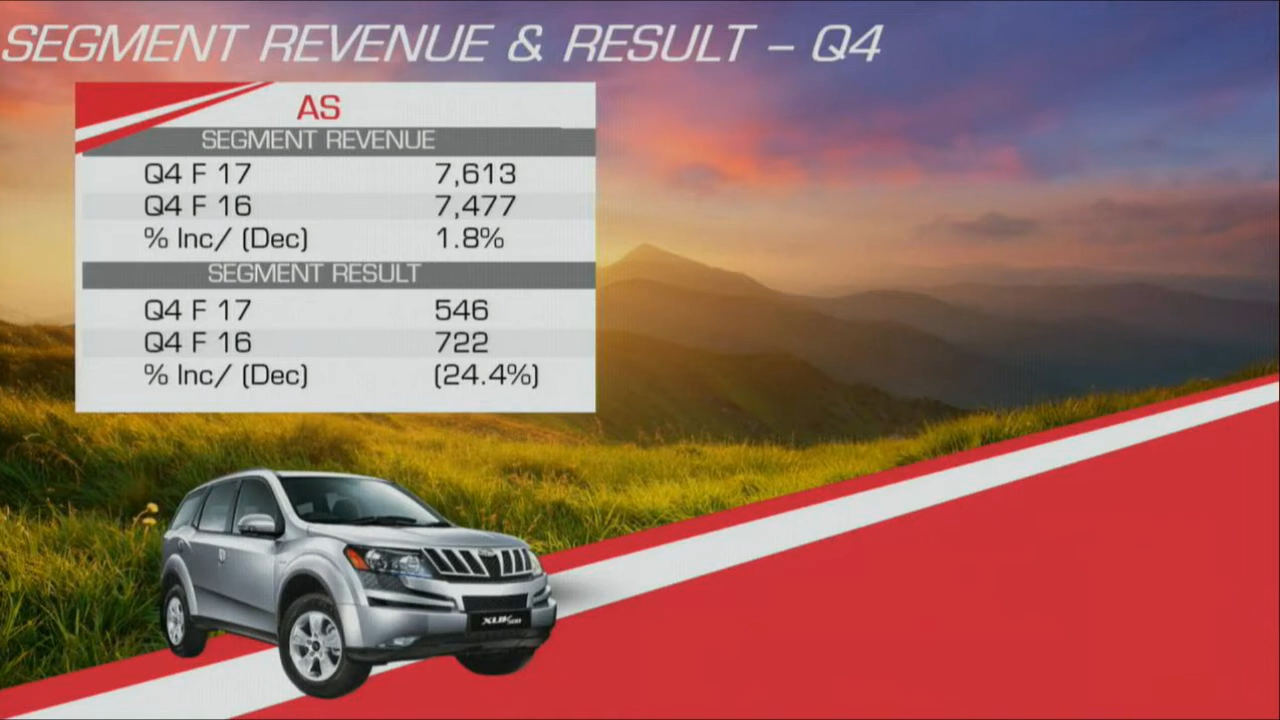 SEGMENT REVENUE & RESULT – Q4
AS
SEGMENT REVENUE
Q4 F 17 7,613
Q4 F 16 7,477
% Inc/ (Dec) 1.8%
SEGMENT RESULT
Q4 F 17 546
Q4 F 16 722
% Inc/ (Dec) (24.4%)
XUV500